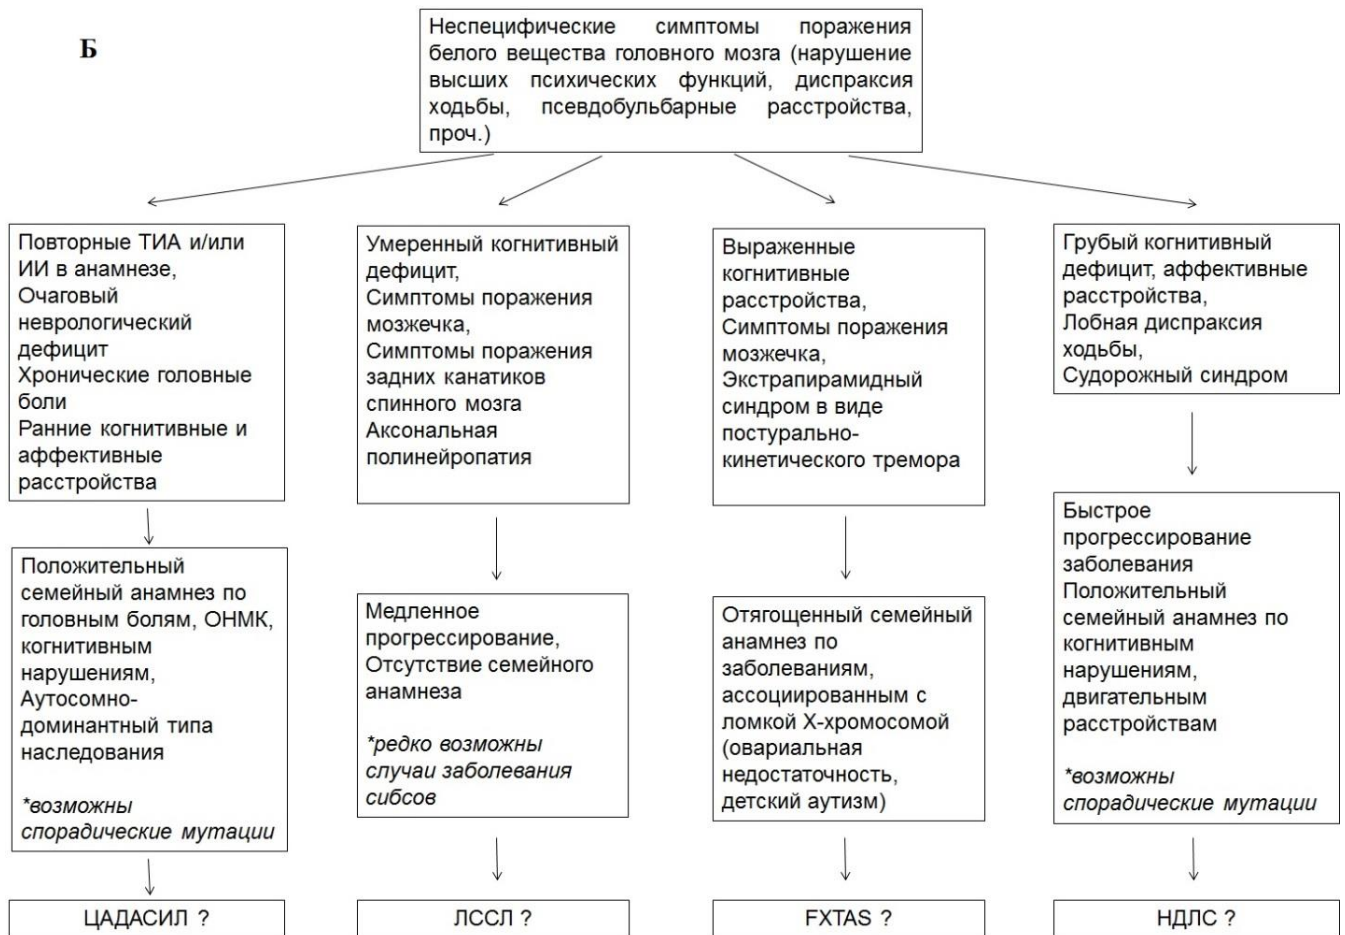 Б
Неспецифические симптомы поражения
белого вещества головного мозга (нарушение
высших психических функций, диспраксия
ходьбы, псевдобульбарные расстройства,
проч.)
Повторные ТИА и/или
ИИ в анамнезе,
Очаговый
неврологический
дефицит
Хронические головные
боли
Ранние когнитивные и
аффективные
расстройства
Положительный
семейный анамнез по
головным болям, ОНМК,
когнитивным
нарушениям,
Аутосомно-
доминантный типа
наследования
*возможны
спорадические мутации
ЦАДАСИЛ ?
Умеренный когнитивный
дефицит,
Симптомы поражения
мозжечка,
Симптомы поражения
задних канатиков
спинного мозга
Аксональная
полинейропатия
Медленное
прогрессирование,
Отсутствие семейного
анамнеза
*редко возможны
случаи заболевания
сибсов
ЛССЛ ?
Выраженные
когнитивные
расстройства,
Симптомы поражения
мозжечка,
Экстрапирамидный
синдром в виде
постурально-
кинетического тремора
Отягощенный семейный
анамнез по
заболеваниям,
ассоциированным с
ломкой Х-хромосомой
(овариальная
недостаточность,
детский аутизм)
FXTAS ?
Грубый когнитивный
дефицит, аффективные
расстройства,
Лобная диспраксия
ходьбы,
Судорожный синдром
Быстрое
прогрессирование
заболевания
Положительный
семейный анамнез по
когнитивным
нарушениям,
двигательным
расстройствам
*возможны
спорадические мутации
НДЛС ?